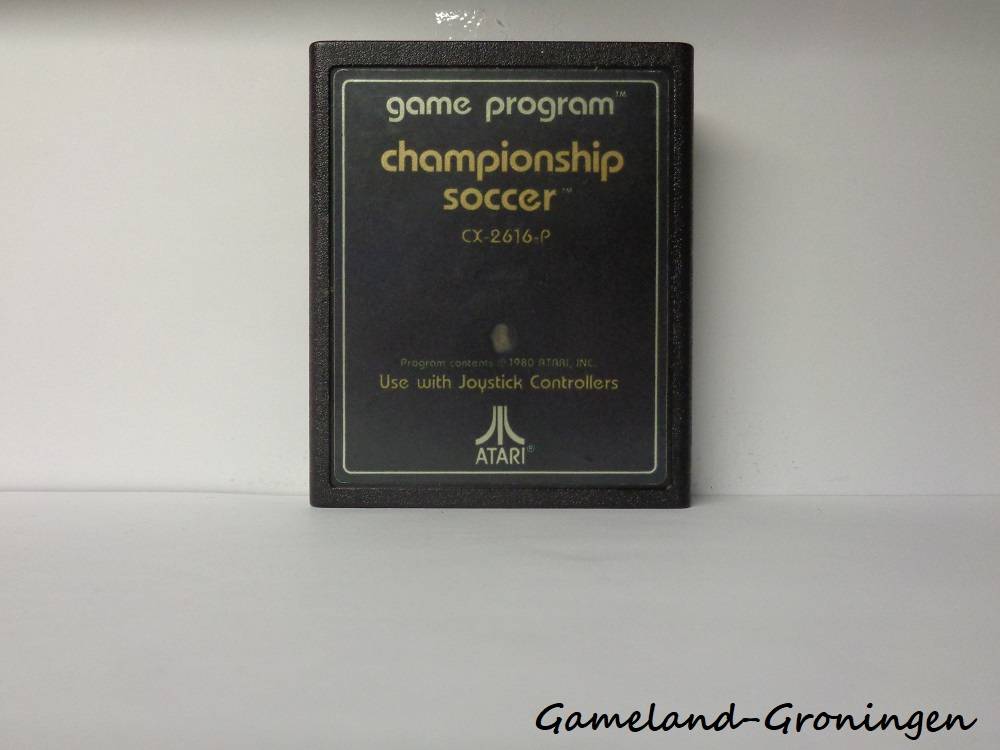 game program™
championship
soccer™
CX-2616-P
Program contents © 1980 ATARI, INC.
Use with Joystick Controllers
ATARI®
Gameland-Groningen